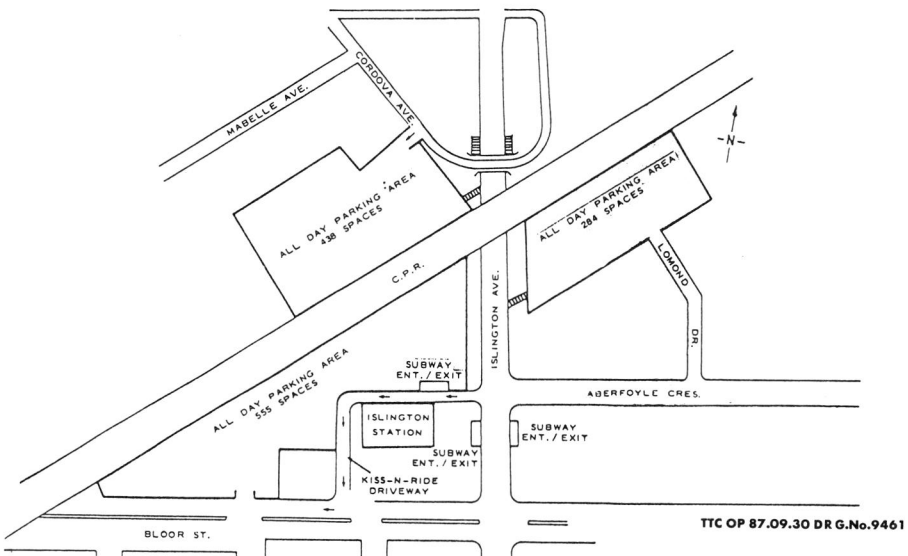 CORDOVA AVE.
MABELLE AVE.
-N-
ALL DAY PARKING AREA
438 SPACES
ALL DAY PARKING AREA
284 SPACES
C.P.R.
LOMOND
DR.
ISLINGTON AVE.
ALL DAY PARKING AREA
555 SPACES
SUBWAY
ENT. / EXIT
ABERFOYLE CRES.
ISLINGTON
STATION
SUBWAY
ENT. / EXIT
SUBWAY
ENT. / EXIT
KISS-N-RIDE
DRIVEWAY
BLOOR ST.
TTC OP 87.09.30 DR G.No.9461